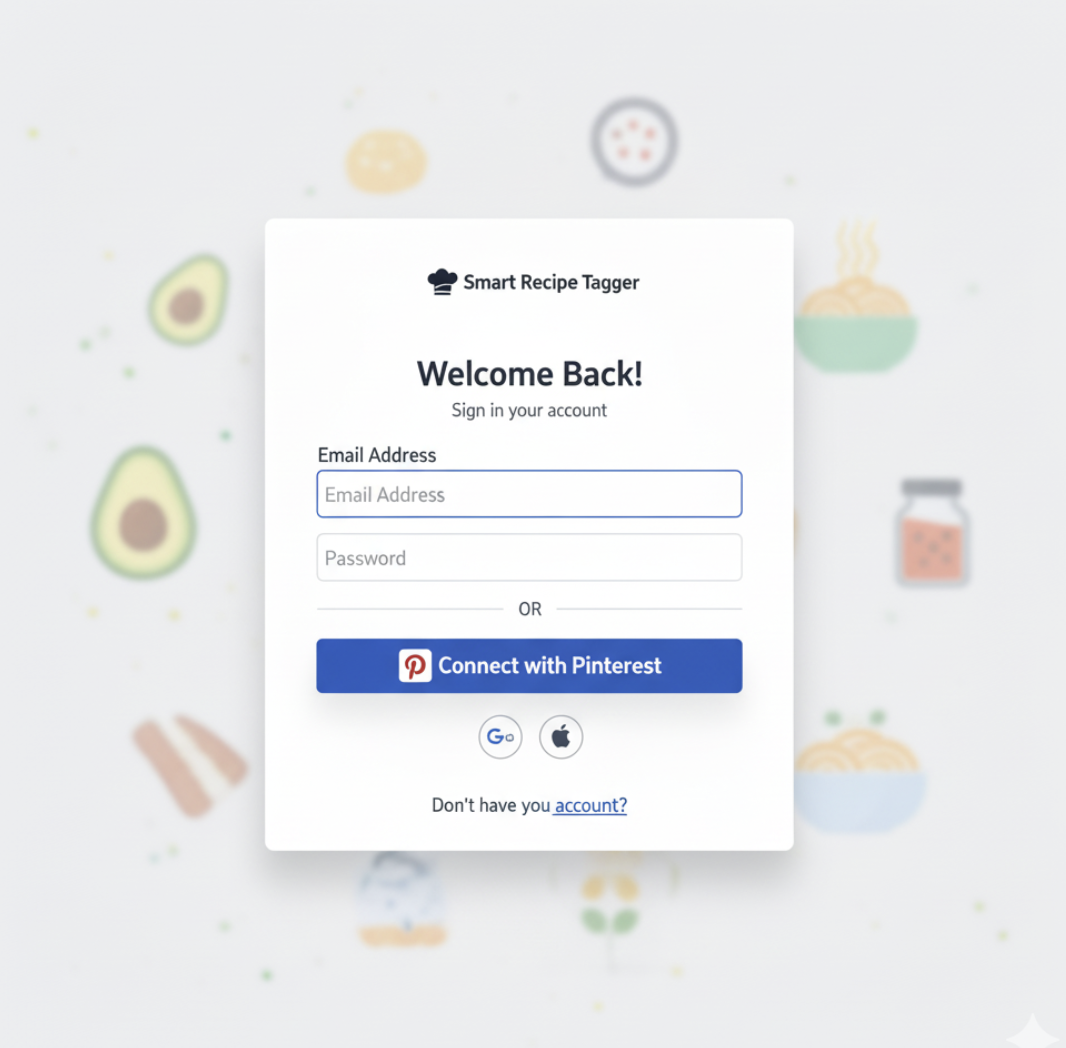 Smart Recipe Tagger
Welcome Back!
Sign in your account
Email Address
Email Address
Password
OR
Connect with Pinterest
Don't have you account?